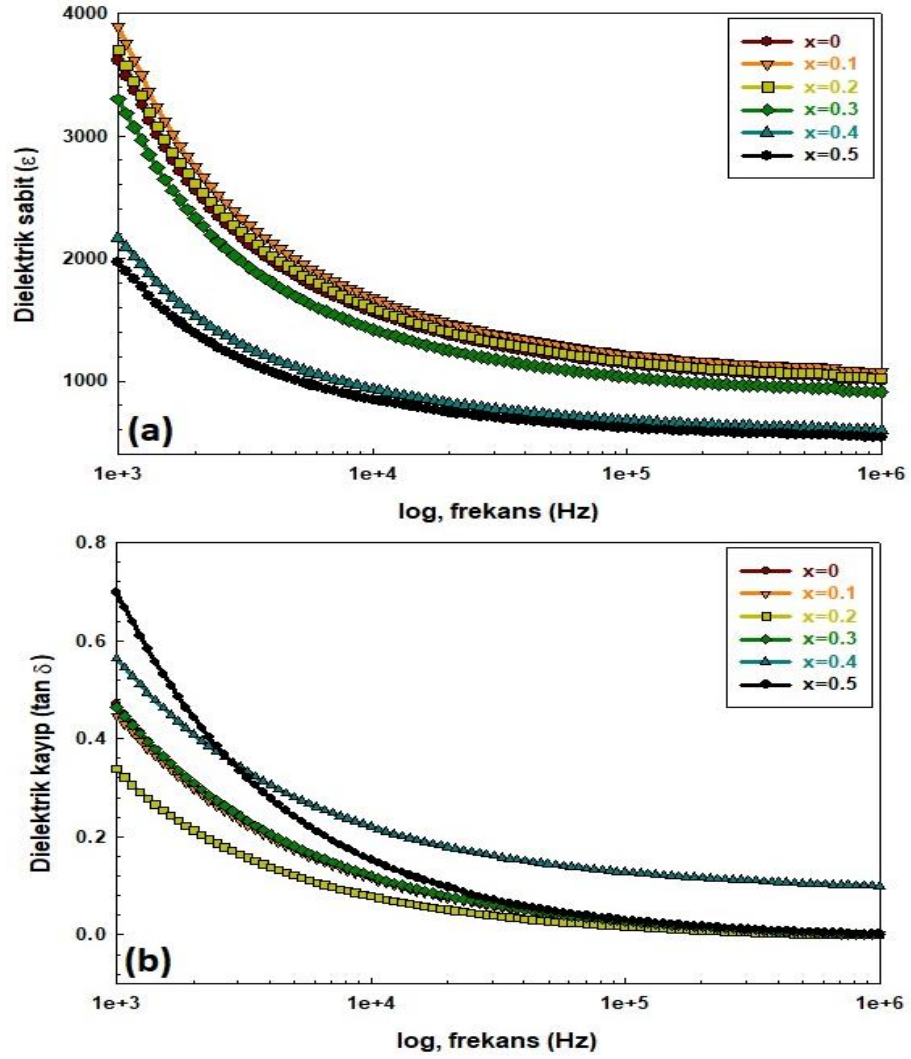 4000
3000
2000
1000
Dielektrik sabit (ε)
x=0
x=0.1
x=0.2
x=0.3
x=0.4
x=0.5
(a)
1e+3
1e+4
1e+5
1e+6
log, frekans (Hz)
0.8
0.6
0.4
0.2
0.0
Dielektrik kayıp (tan δ)
x=0
x=0.1
x=0.2
x=0.3
x=0.4
x=0.5
(b)
1e+3
1e+4
1e+5
1e+6
log, frekans (Hz)